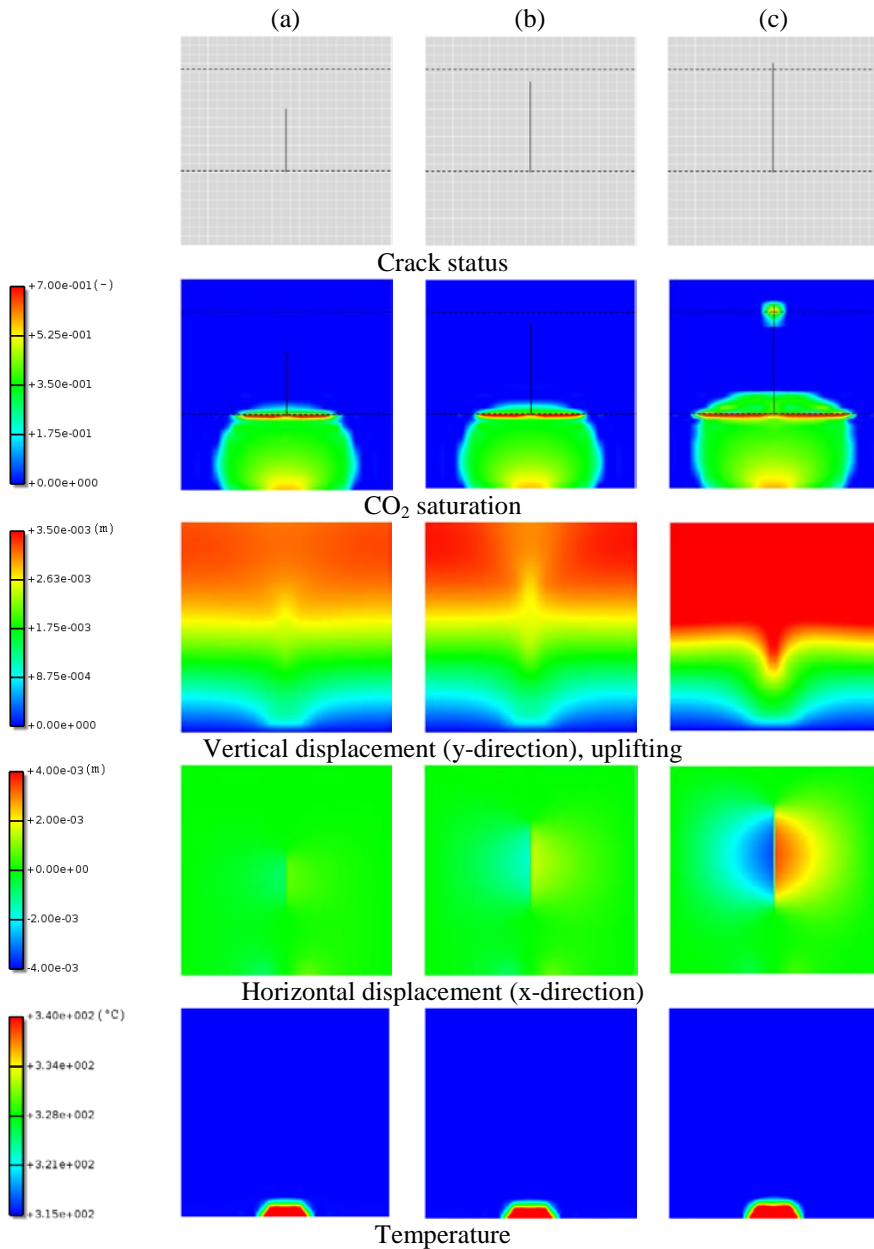 (a) (b) (c)
Crack status
+7.00e-001(-)
+5.25e-001
+3.50e-001
+1.75e-001
+0.00e+000
CO₂ saturation
+3.50e-003(m)
+2.63e-003
+1.75e-003
+8.75e-004
+0.00e+000
Vertical displacement (y-direction), uplifting
+4.00e-003(m)
+2.00e-03
+0.00e+00
-2.00e-03
-4.00e-03
Horizontal displacement (x-direction)
+3.40e+002(°C)
+3.34e+002
+3.28e+002
+3.21e+002
+3.15e+002
Temperature